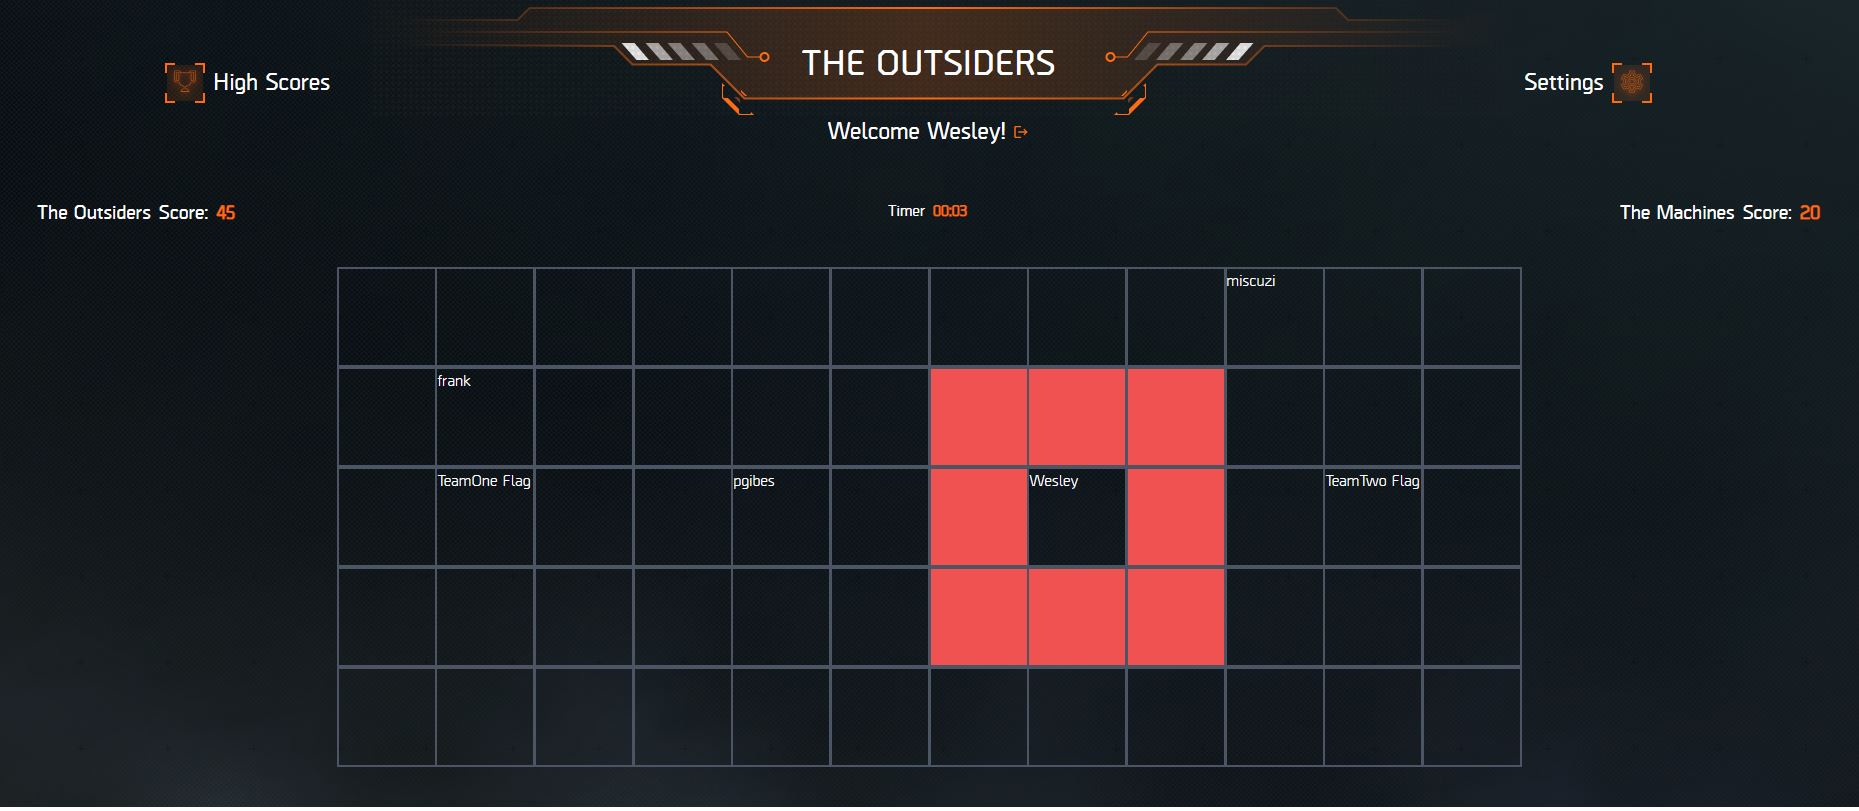 THE OUTSIDERS
High Scores
Settings
Welcome Wesley!
The Outsiders Score: 45
Timer 00:03
The Machines Score: 20
miscuzi
frank
TeamOne Flag
pgibes
Wesley
TeamTwo Flag